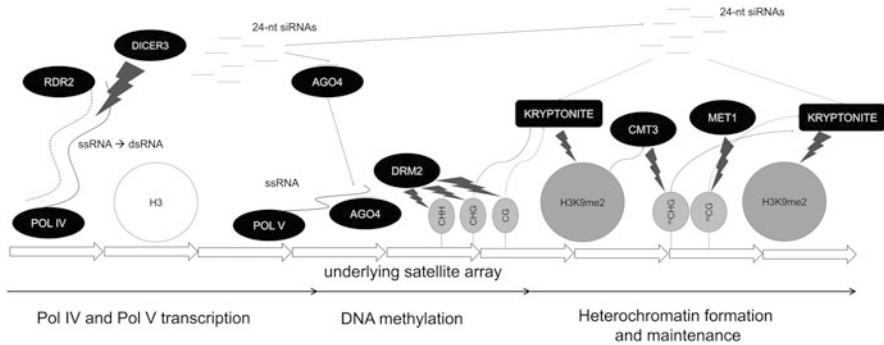 24-nt siRNAs
24-nt siRNAs
DICER3
RDR2
AGO4
KRYPTONITE
CMT3
MET1
KRYPTONITE
ssRNA → dsRNA
DRM2
H3
ssRNA
H3K9me2
H3K9me2
POL IV
POL V
AGO4
CHH
CHG
CG
mCHG
mCG
underlying satellite array
Pol IV and Pol V transcription
DNA methylation
Heterochromatin formation
and maintenance